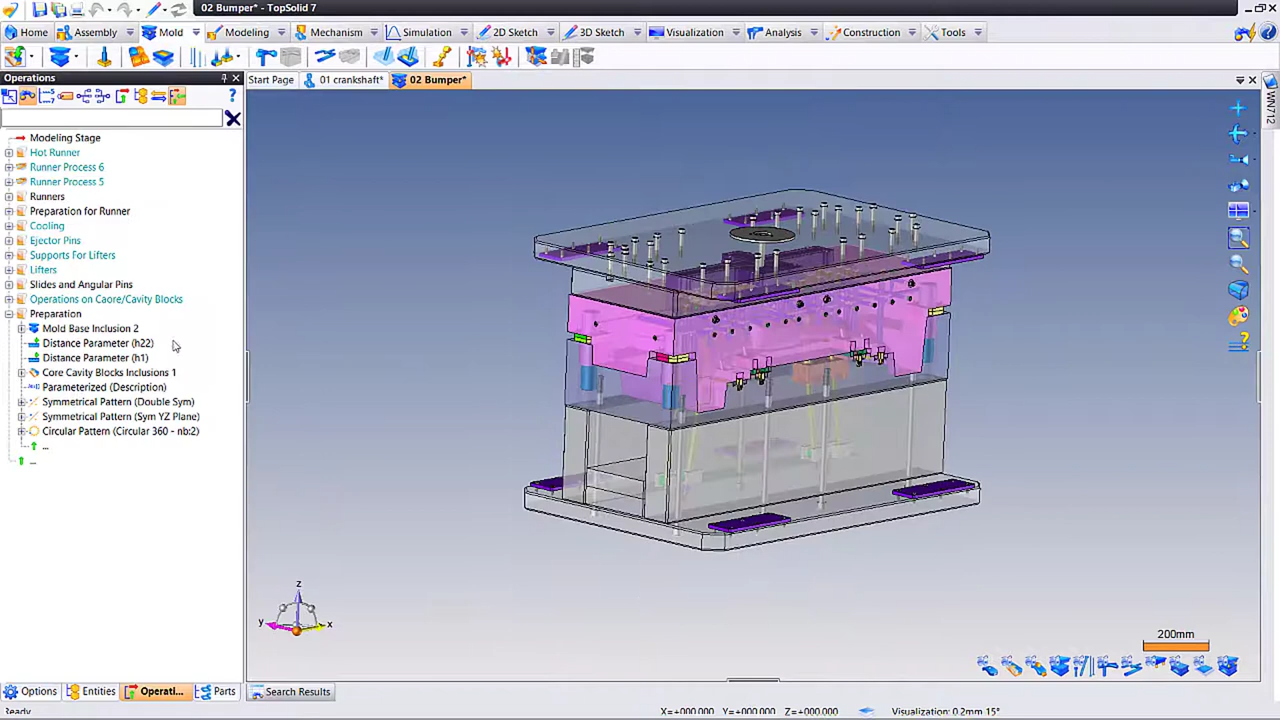 02 Bumper* - TopSolid 7
Home Assembly Mold Modeling Mechanism Simulation 2D Sketch 3D Sketch Visualization Analysis Construction Tools
Operations
Start Page 01 crankshaft* 02 Bumper*
WN712
Modeling Stage
Hot Runner
Runner Process 6
Runner Process 5
Runners
Preparation for Runner
Cooling
Ejector Pins
Supports For Lifters
Lifters
Slides and Angular Pins
Operations on Caore/Cavity Blocks
Preparation
Mold Base Inclusion 2
Distance Parameter (h22)
Distance Parameter (h1)
Core Cavity Blocks Inclusions 1
Parameterized (Description)
Symmetrical Pattern (Double Sym)
Symmetrical Pattern (Sym YZ Plane)
Circular Pattern (Circular 360 - nb:2)
...
...
z
y x
200mm
Options Entities Operati... Parts Search Results
Ready X=+000.000 Y=+000.000 Z=+000.000 Visualization: 0.2mm 15°